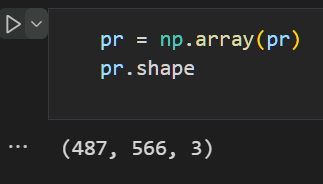 pr = np.array(pr)
pr.shape
(487, 566, 3)